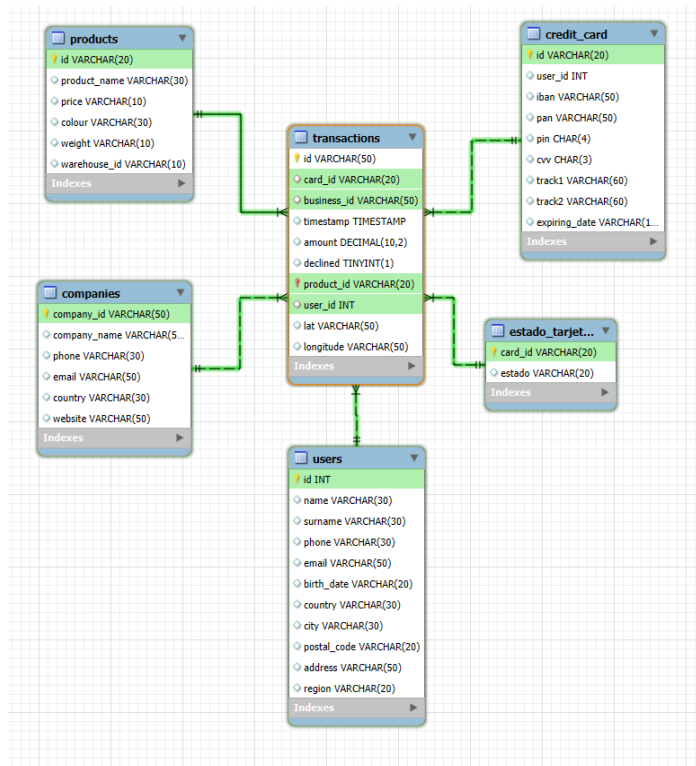 products
id VARCHAR(20)
product_name VARCHAR(30)
price VARCHAR(10)
colour VARCHAR(30)
weight VARCHAR(10)
warehouse_id VARCHAR(10)
Indexes
credit_card
id VARCHAR(20)
user_id INT
iban VARCHAR(50)
pan VARCHAR(50)
pin CHAR(4)
cvv CHAR(3)
track1 VARCHAR(60)
track2 VARCHAR(60)
expiring_date VARCHAR(1...
Indexes
transactions
id VARCHAR(50)
card_id VARCHAR(20)
business_id VARCHAR(50)
timestamp TIMESTAMP
amount DECIMAL(10,2)
declined TINYINT(1)
product_id VARCHAR(20)
user_id INT
lat VARCHAR(50)
longitude VARCHAR(50)
Indexes
companies
company_id VARCHAR(50)
company_name VARCHAR(5...
phone VARCHAR(30)
email VARCHAR(50)
country VARCHAR(30)
website VARCHAR(50)
Indexes
estado_tarjet...
card_id VARCHAR(20)
estado VARCHAR(20)
Indexes
users
id INT
name VARCHAR(30)
surname VARCHAR(30)
phone VARCHAR(30)
email VARCHAR(50)
birth_date VARCHAR(20)
country VARCHAR(30)
city VARCHAR(30)
postal_code VARCHAR(20)
address VARCHAR(50)
region VARCHAR(20)
Indexes